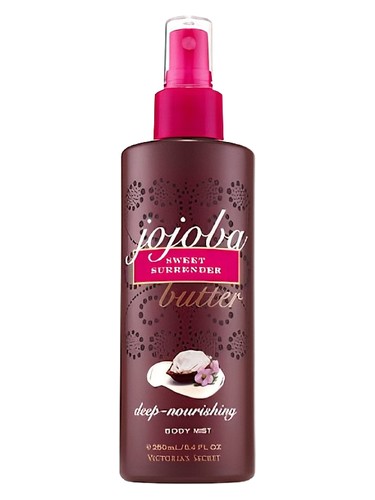 jojoba
SWEET
SURRENDER
butter
deep-nourishing
BODY MIST
℮250mL/8.4 FL OZ
VICTORIA'S SECRET